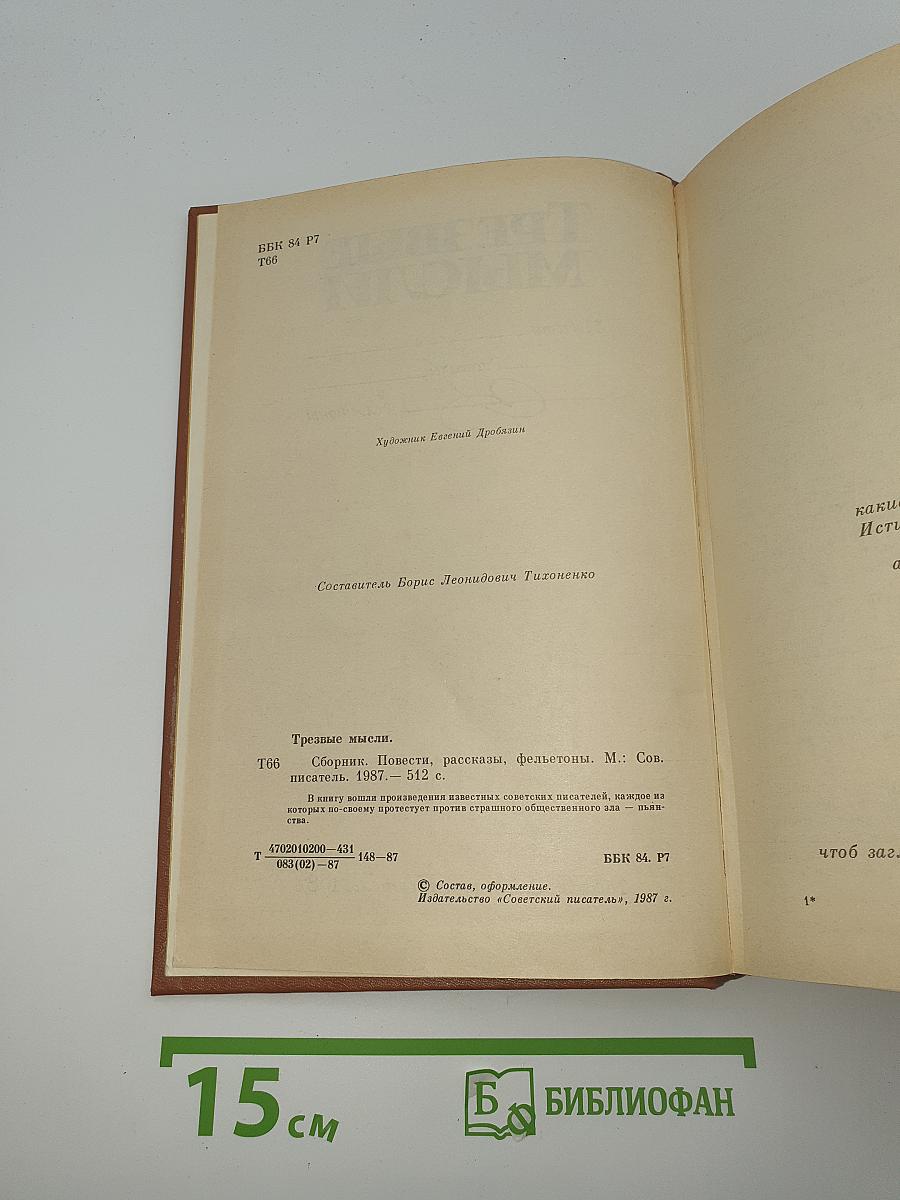 ББК 84 Р7
Т66
ТРЕЗВЫЕ
МЫСЛИ
Художник Евгений Дробязин
Составитель Борис Леонидович Тихоненко
Трезвые мысли.
Т66 Сборник. Повести, рассказы, фельетоны. М.: Сов.
писатель. 1987.— 512 с.
В книгу вошли произведения известных советских писателей, каждое из
которых по-своему протестует против страшного общественного зла — пьян-
ства.
Т 4702010200—431 148—87
083(02)—87
ББК 84. Р7
© Состав, оформление.
Издательство «Советский писатель», 1987 г.
чтоб
1*
15 см
БФ БИБЛИОФАН